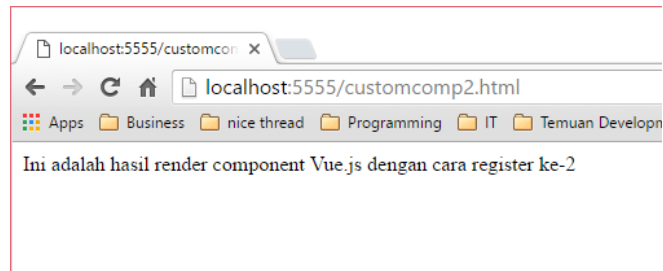 localhost:5555/customcon
localhost:5555/customcomp2.html
Apps Business nice thread Programming IT Temuan Developm
Ini adalah hasil render component Vue.js dengan cara register ke-2